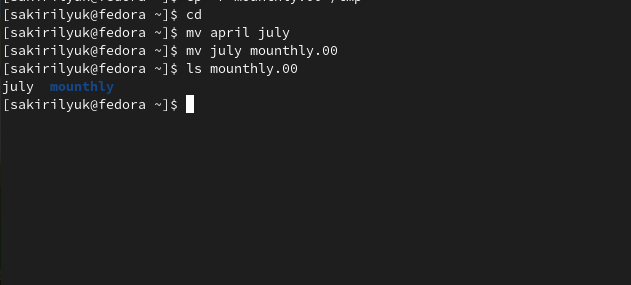 [sakirilyuk@fedora ~]$ cd
[sakirilyuk@fedora ~]$ mv april july
[sakirilyuk@fedora ~]$ mv july mounthly.00
[sakirilyuk@fedora ~]$ ls mounthly.00
july  mounthly
[sakirilyuk@fedora ~]$